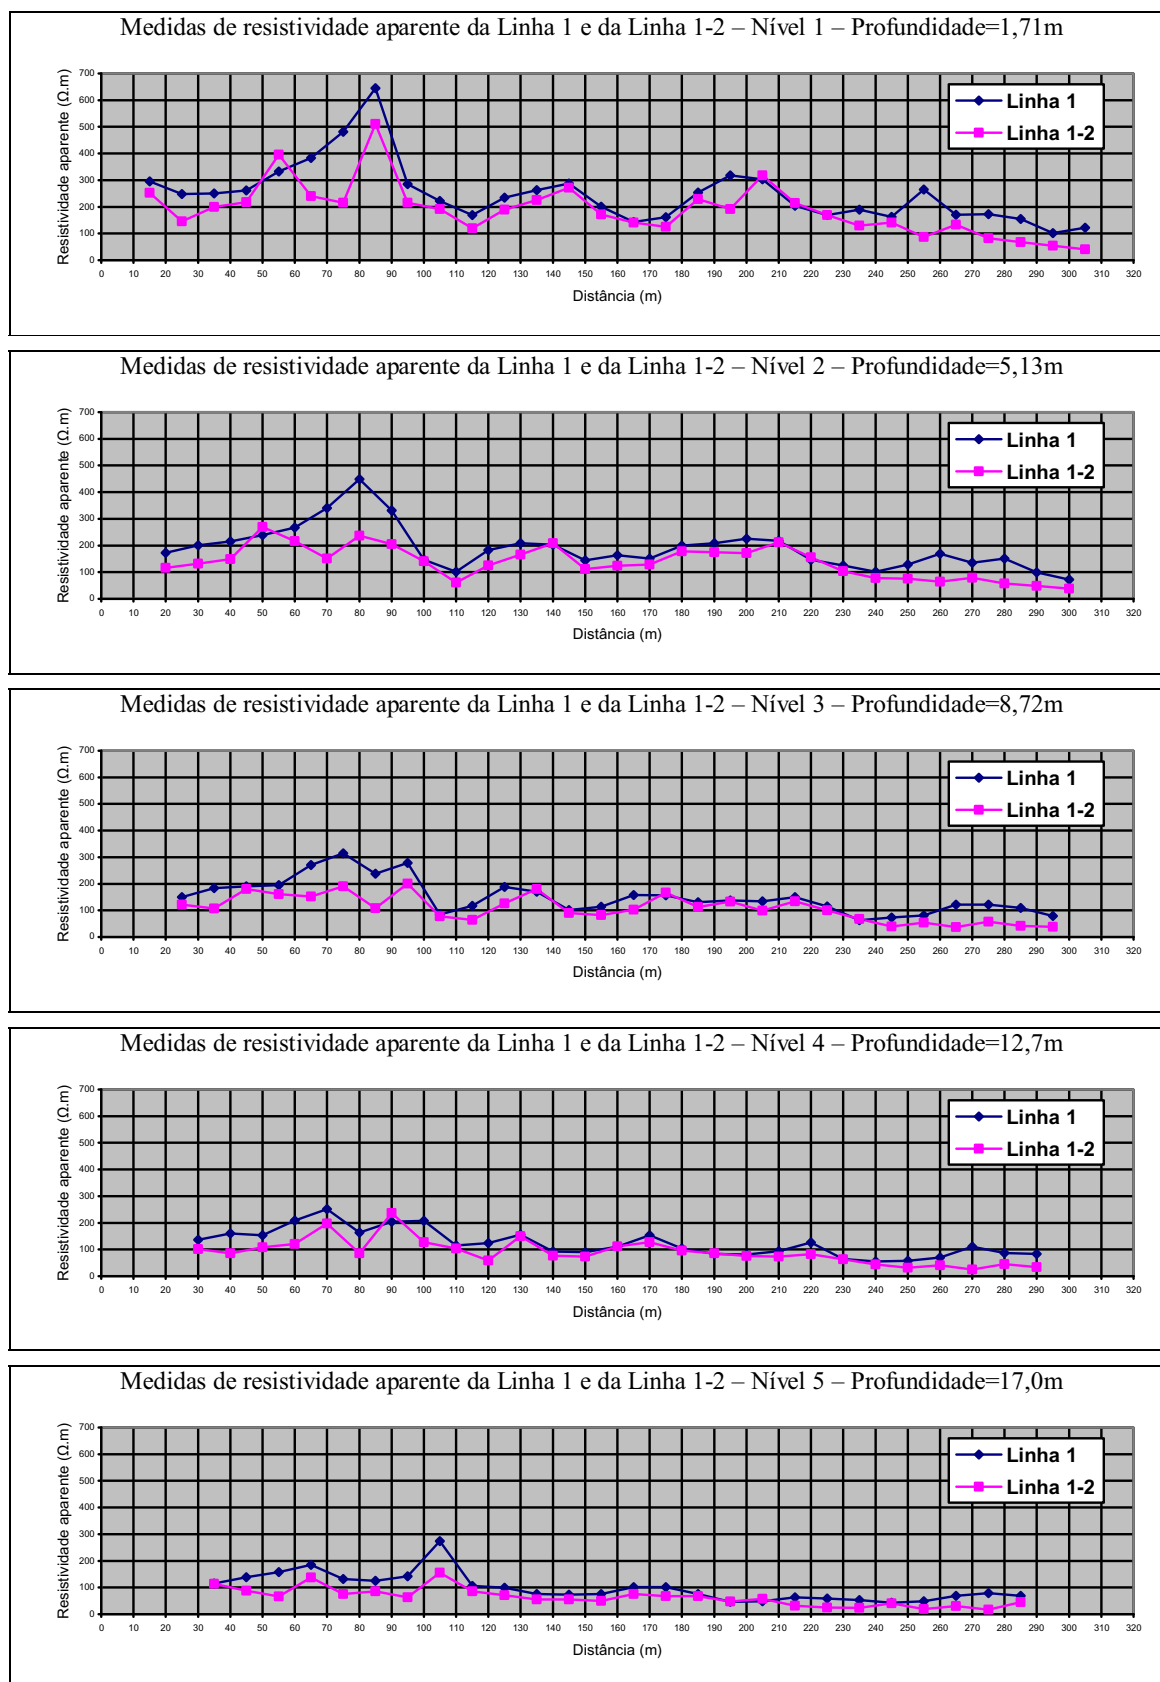 Medidas de resistividade aparente da Linha 1 e da Linha 1-2 – Nível 1 – Profundidade=1,71m
Resistividade aparente (Ω.m)
700
600
500
400
300
200
100
0
0 10 20 30 40 50 60 70 80 90 100 110 120 130 140 150 160 170 180 190 200 210 220 230 240 250 260 270 280 290 300 310 320
Distância (m)
Linha 1
Linha 1-2
Medidas de resistividade aparente da Linha 1 e da Linha 1-2 – Nível 2 – Profundidade=5,13m
Resistividade aparente (Ω.m)
700
600
500
400
300
200
100
0
0 10 20 30 40 50 60 70 80 90 100 110 120 130 140 150 160 170 180 190 200 210 220 230 240 250 260 270 280 290 300 310 320
Distância (m)
Linha 1
Linha 1-2
Medidas de resistividade aparente da Linha 1 e da Linha 1-2 – Nível 3 – Profundidade=8,72m
Resistividade aparente (Ω.m)
700
600
500
400
300
200
100
0
0 10 20 30 40 50 60 70 80 90 100 110 120 130 140 150 160 170 180 190 200 210 220 230 240 250 260 270 280 290 300 310 320
Distância (m)
Linha 1
Linha 1-2
Medidas de resistividade aparente da Linha 1 e da Linha 1-2 – Nível 4 – Profundidade=12,7m
Resistividade aparente (Ω.m)
700
600
500
400
300
200
100
0
0 10 20 30 40 50 60 70 80 90 100 110 120 130 140 150 160 170 180 190 200 210 220 230 240 250 260 270 280 290 300 310 320
Distância (m)
Linha 1
Linha 1-2
Medidas de resistividade aparente da Linha 1 e da Linha 1-2 – Nível 5 – Profundidade=17,0m
Resistividade aparente (Ω.m)
700
600
500
400
300
200
100
0
0 10 20 30 40 50 60 70 80 90 100 110 120 130 140 150 160 170 180 190 200 210 220 230 240 250 260 270 280 290 300 310 320
Distância (m)
Linha 1
Linha 1-2